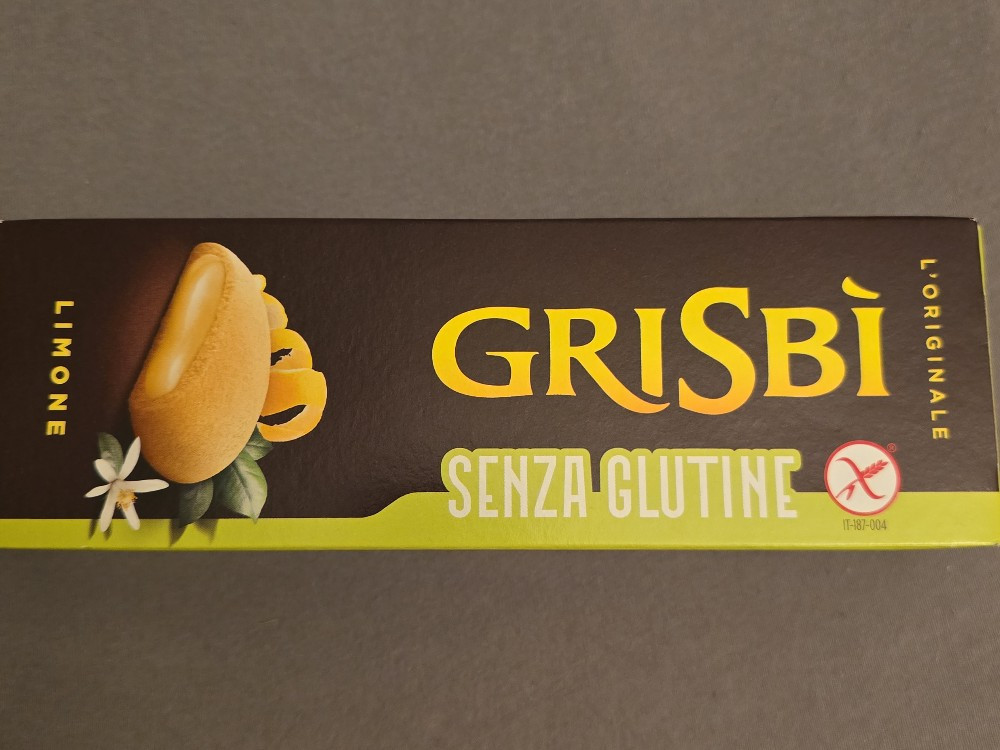 LIMONE
GRISBÌ
L'ORIGINALE
SENZA GLUTINE
®
IT-187-004